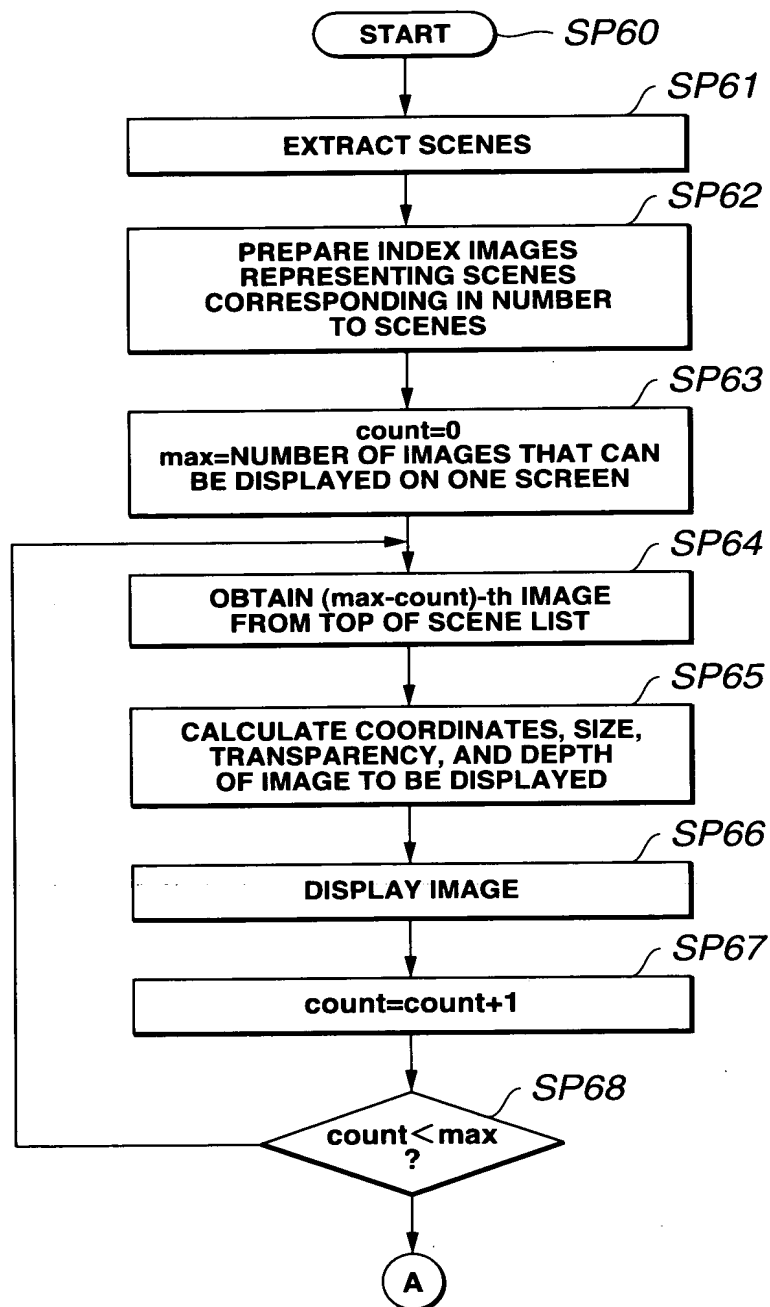 START
SP60
SP61
EXTRACT SCENES
SP62
PREPARE INDEX IMAGES
REPRESENTING SCENES
CORRESPONDING IN NUMBER
TO SCENES
SP63
count=0
max=NUMBER OF IMAGES THAT CAN
BE DISPLAYED ON ONE SCREEN
SP64
OBTAIN (max-count)-th IMAGE
FROM TOP OF SCENE LIST
SP65
CALCULATE COORDINATES, SIZE,
TRANSPARENCY, AND DEPTH
OF IMAGE TO BE DISPLAYED
SP66
DISPLAY IMAGE
SP67
count=count+1
SP68
count<max
?
A